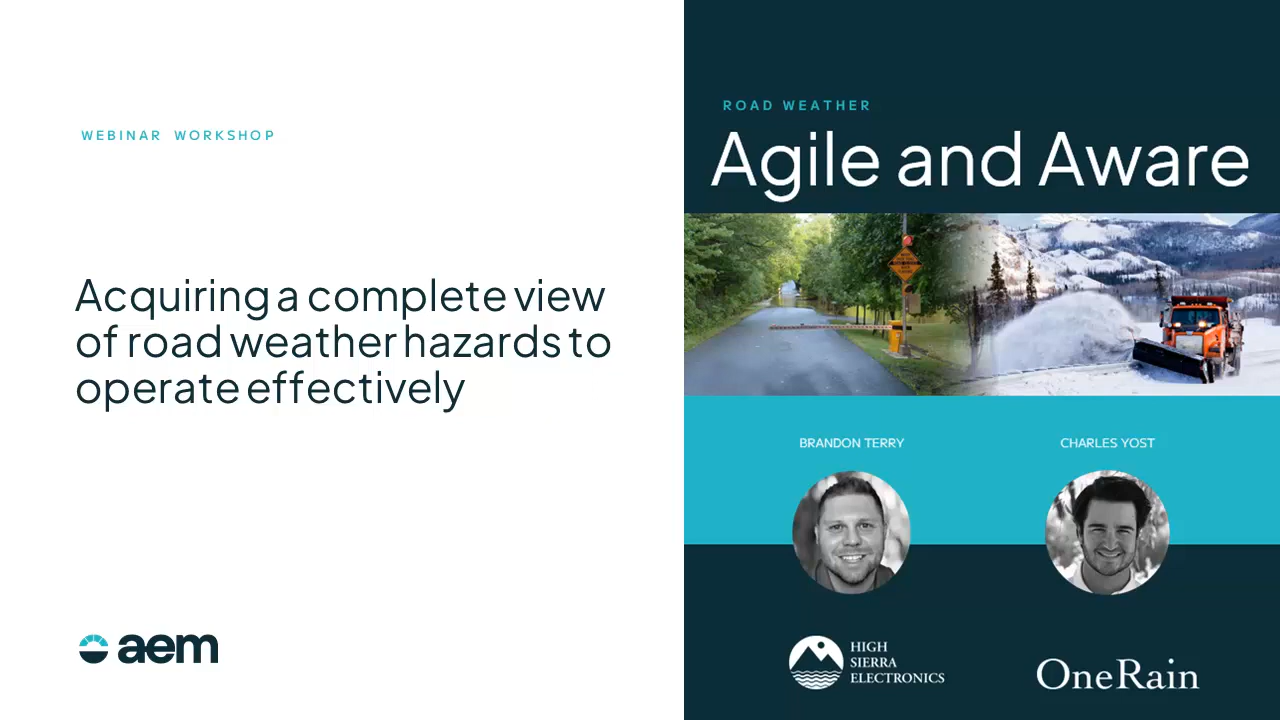 WEBINAR WORKSHOP
Acquiring a complete view
of road weather hazards to
operate effectively
aem
ROAD WEATHER
Agile and Aware
BRANDON TERRY
CHARLES YOST
HIGH
SIERRA
ELECTRONICS
OneRain